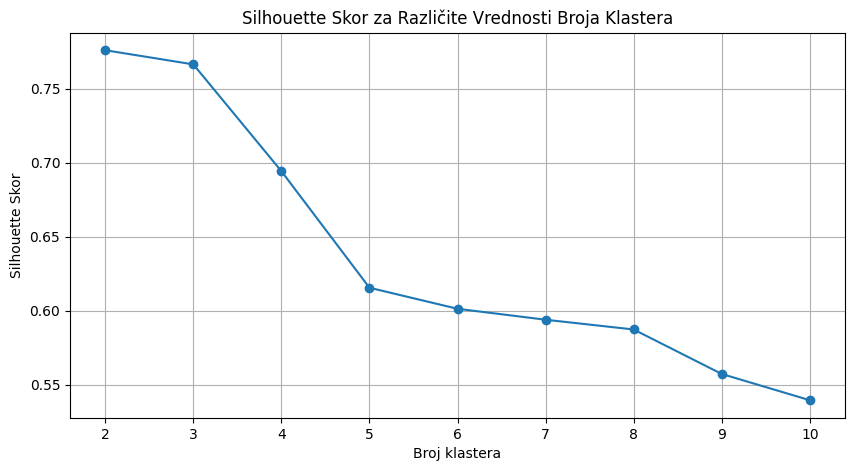 Silhouette Skor za Različite Vrednosti Broja Klastera
Silhouette Skor
0.75
0.70
0.65
0.60
0.55
2 3 4 5 6 7 8 9 10
Broj klastera